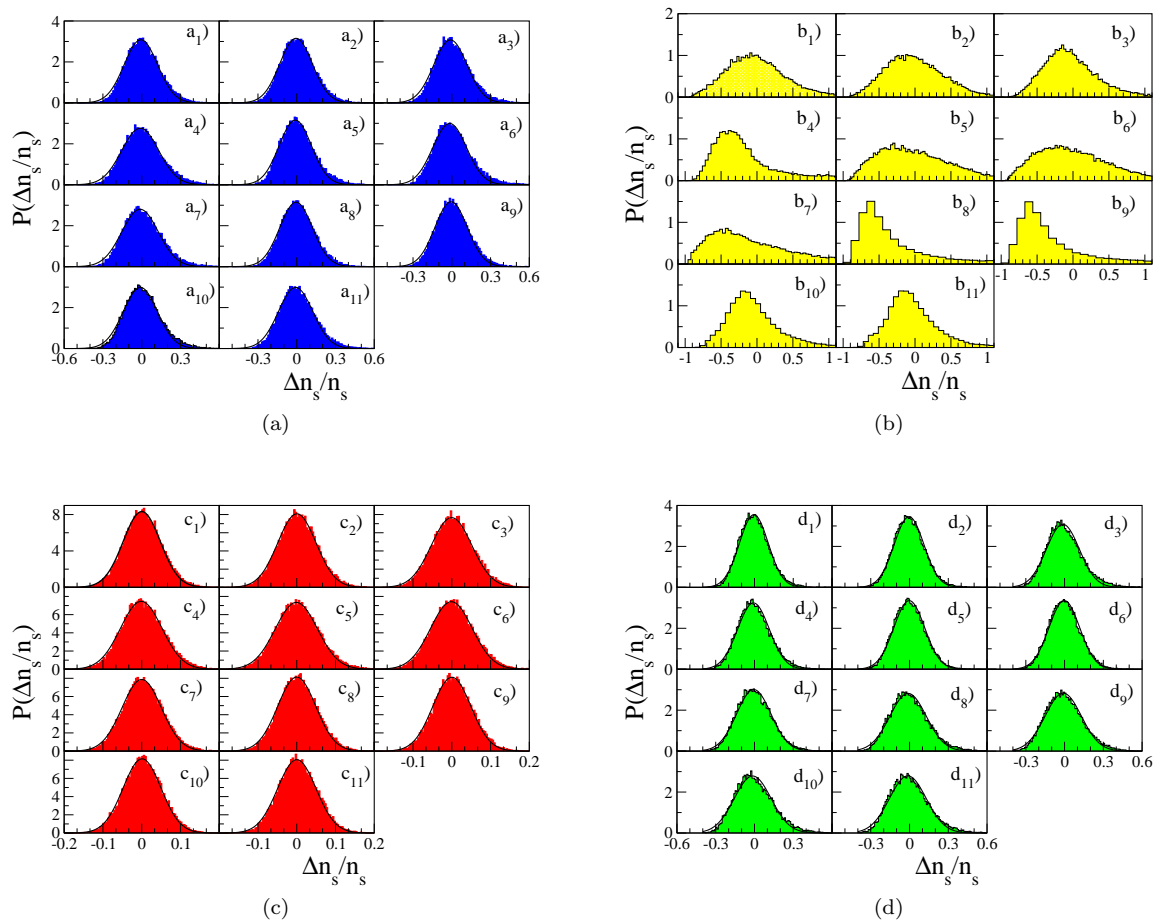 4
2
0
a1)
a2)
a3)
4
2
0
a4)
a5)
a6)
P(Δns/ns)
2
0
a7)
a8)
a9)
-0.3 0 0.3 0.6
2
0
a10)
a11)
-0.6 -0.3 0 0.3 -0.3 0 0.3 0.6
Δns/ns
(a)
2
1
0
b1)
b2)
b3)
1
0
b4)
b5)
b6)
P(Δns/ns)
1
0.5
0
b7)
b8)
b9)
-1 -0.5 0 0.5 1
1
0
b10)
b11)
-1 -0.5 0 0.5 1 -0.5 0 0.5 1
Δns/ns
(b)
8
4
0
c1)
c2)
c3)
8
6
4
2
0
c4)
c5)
c6)
P(Δns/ns)
8
6
4
2
0
c7)
c8)
c9)
-0.1 0 0.1 0.2
8
6
4
2
0
c10)
c11)
-0.2 -0.1 0 0.1 -0.1 0 0.1 0.2
Δns/ns
(c)
4
2
0
d1)
d2)
d3)
2
0
d4)
d5)
d6)
P(Δns/ns)
4
2
0
d7)
d8)
d9)
-0.3 0 0.3 0.6
4
2
0
d10)
d11)
-0.6 -0.3 0 0.3 -0.3 0 0.3 0.6
Δns/ns
(d)